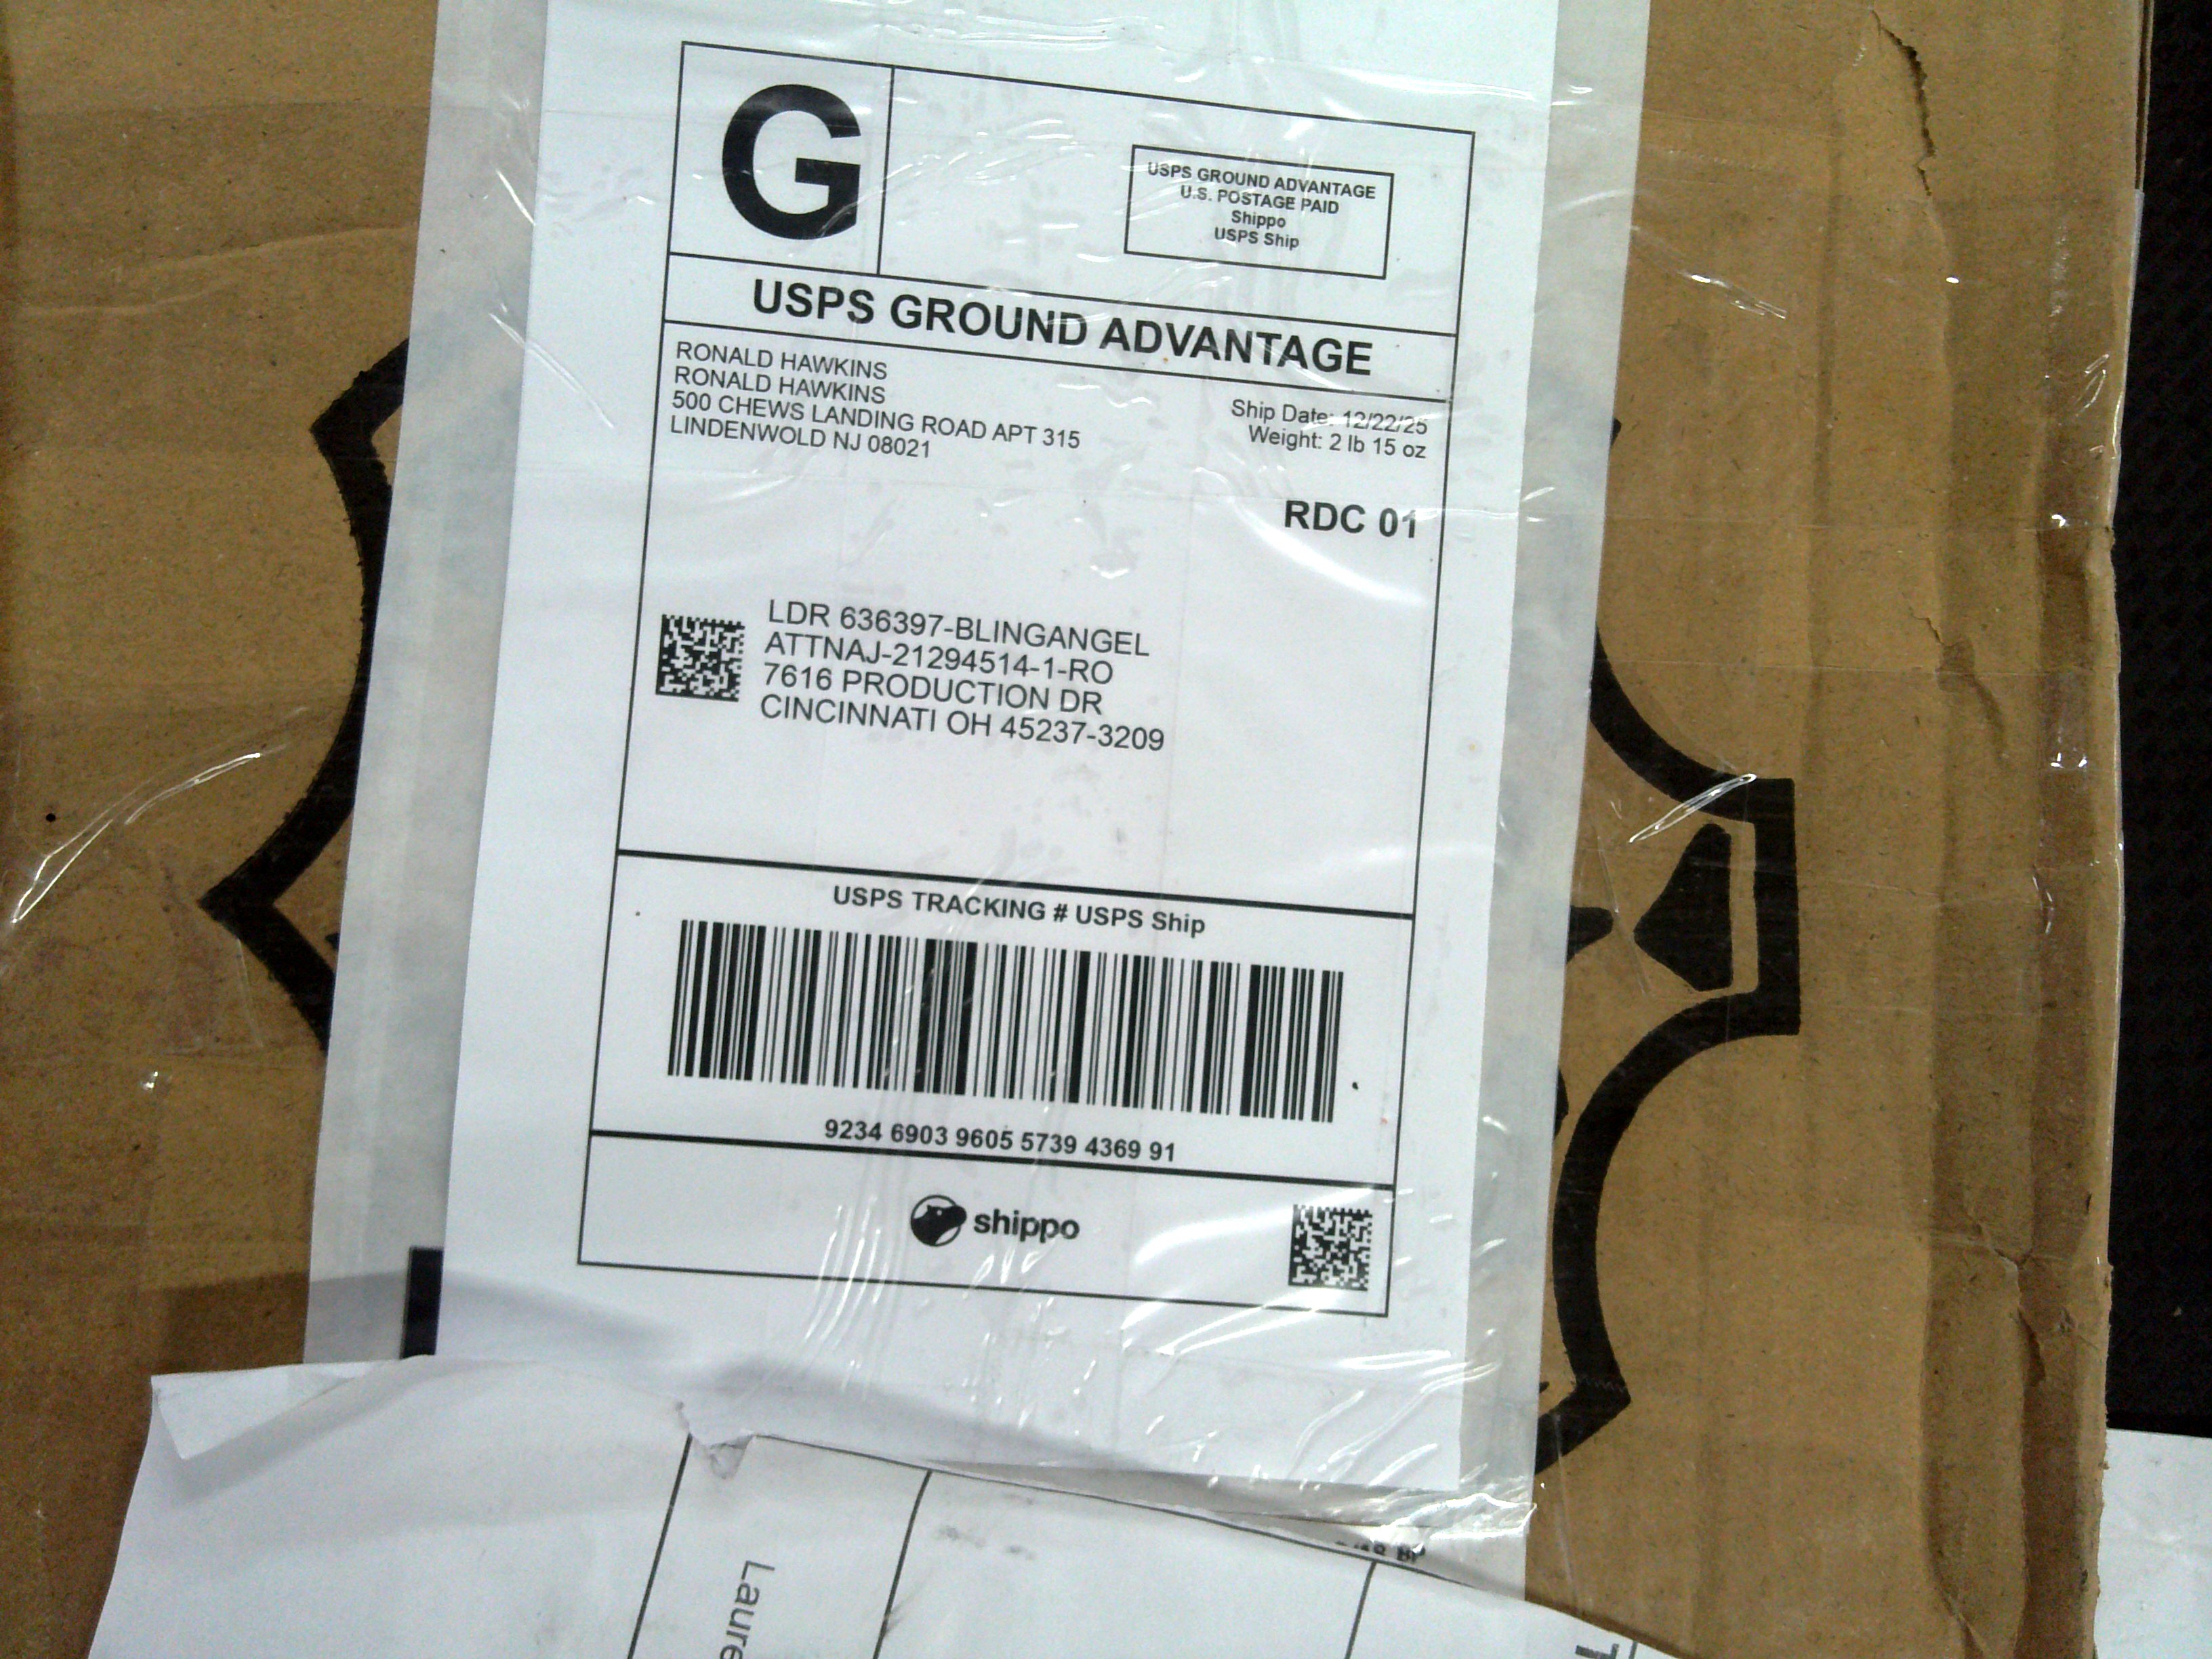 G
USPS GROUND ADVANTAGE
U.S. POSTAGE PAID
Shippo
USPS Ship
USPS GROUND ADVANTAGE
RONALD HAWKINS
RONALD HAWKINS
500 CHEWS LANDING ROAD APT 315
LINDENWOLD NJ 08021
Ship Date: 12/22/25
Weight: 2 lb 15 oz
RDC 01
LDR 636397-BLINGANGEL
ATTNAJ-21294514-1-RO
7616 PRODUCTION DR
CINCINNATI OH 45237-3209
USPS TRACKING # USPS Ship
9234 6903 9605 5739 4369 91
shippo
Laure